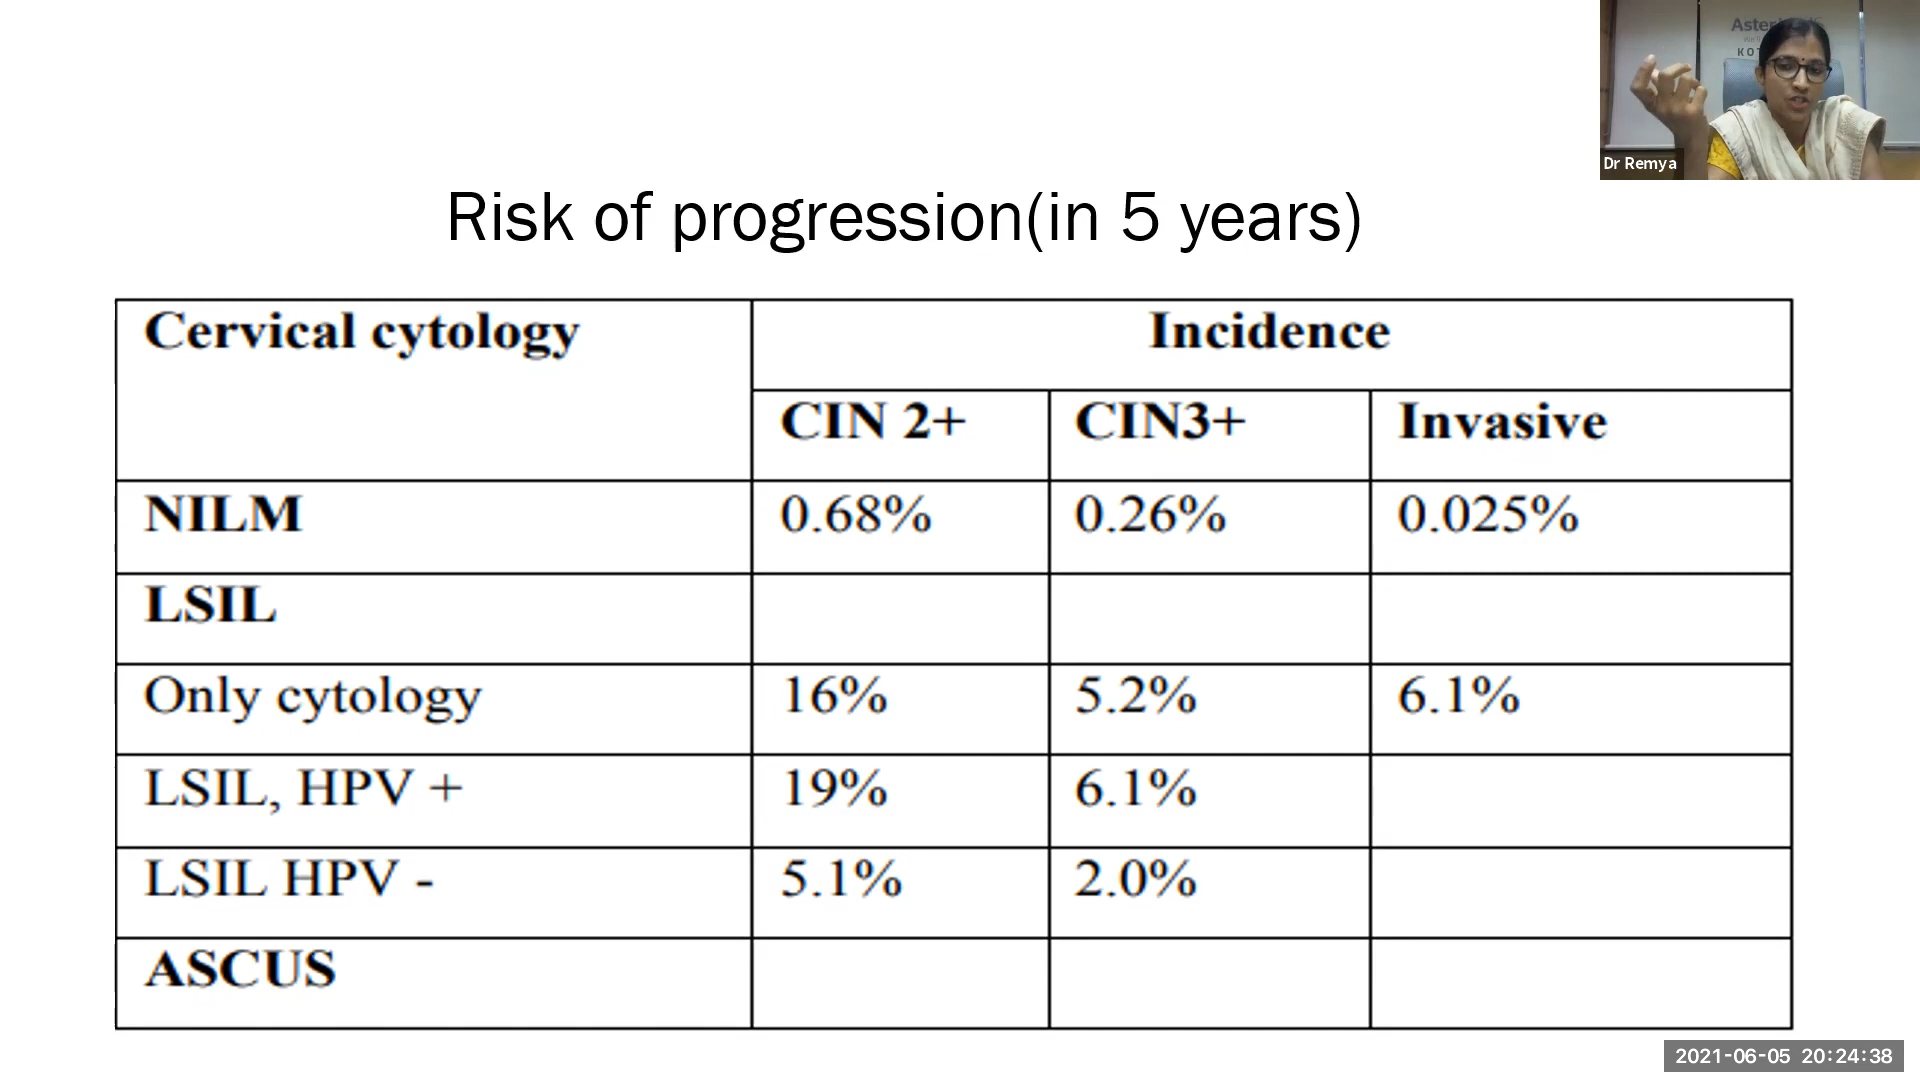 Aster
KO
Dr Remya
Risk of progression(in 5 years)
Cervical cytology Incidence
CIN 2+ CIN3+ Invasive
NILM 0.68% 0.26% 0.025%
LSIL
Only cytology 16% 5.2% 6.1%
LSIL, HPV + 19% 6.1%
LSIL HPV - 5.1% 2.0%
ASCUS
2021-06-05 20:24:38